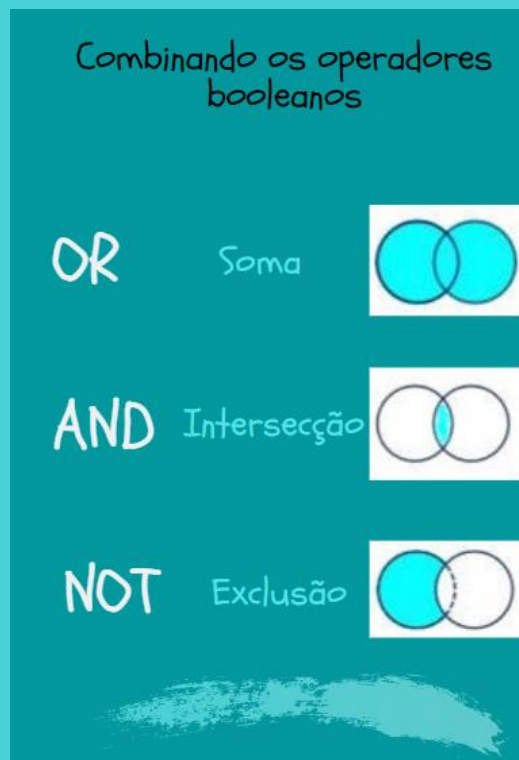 Combinando os operadores
booleanos
OR Soma
AND Intersecção
NOT Exclusão